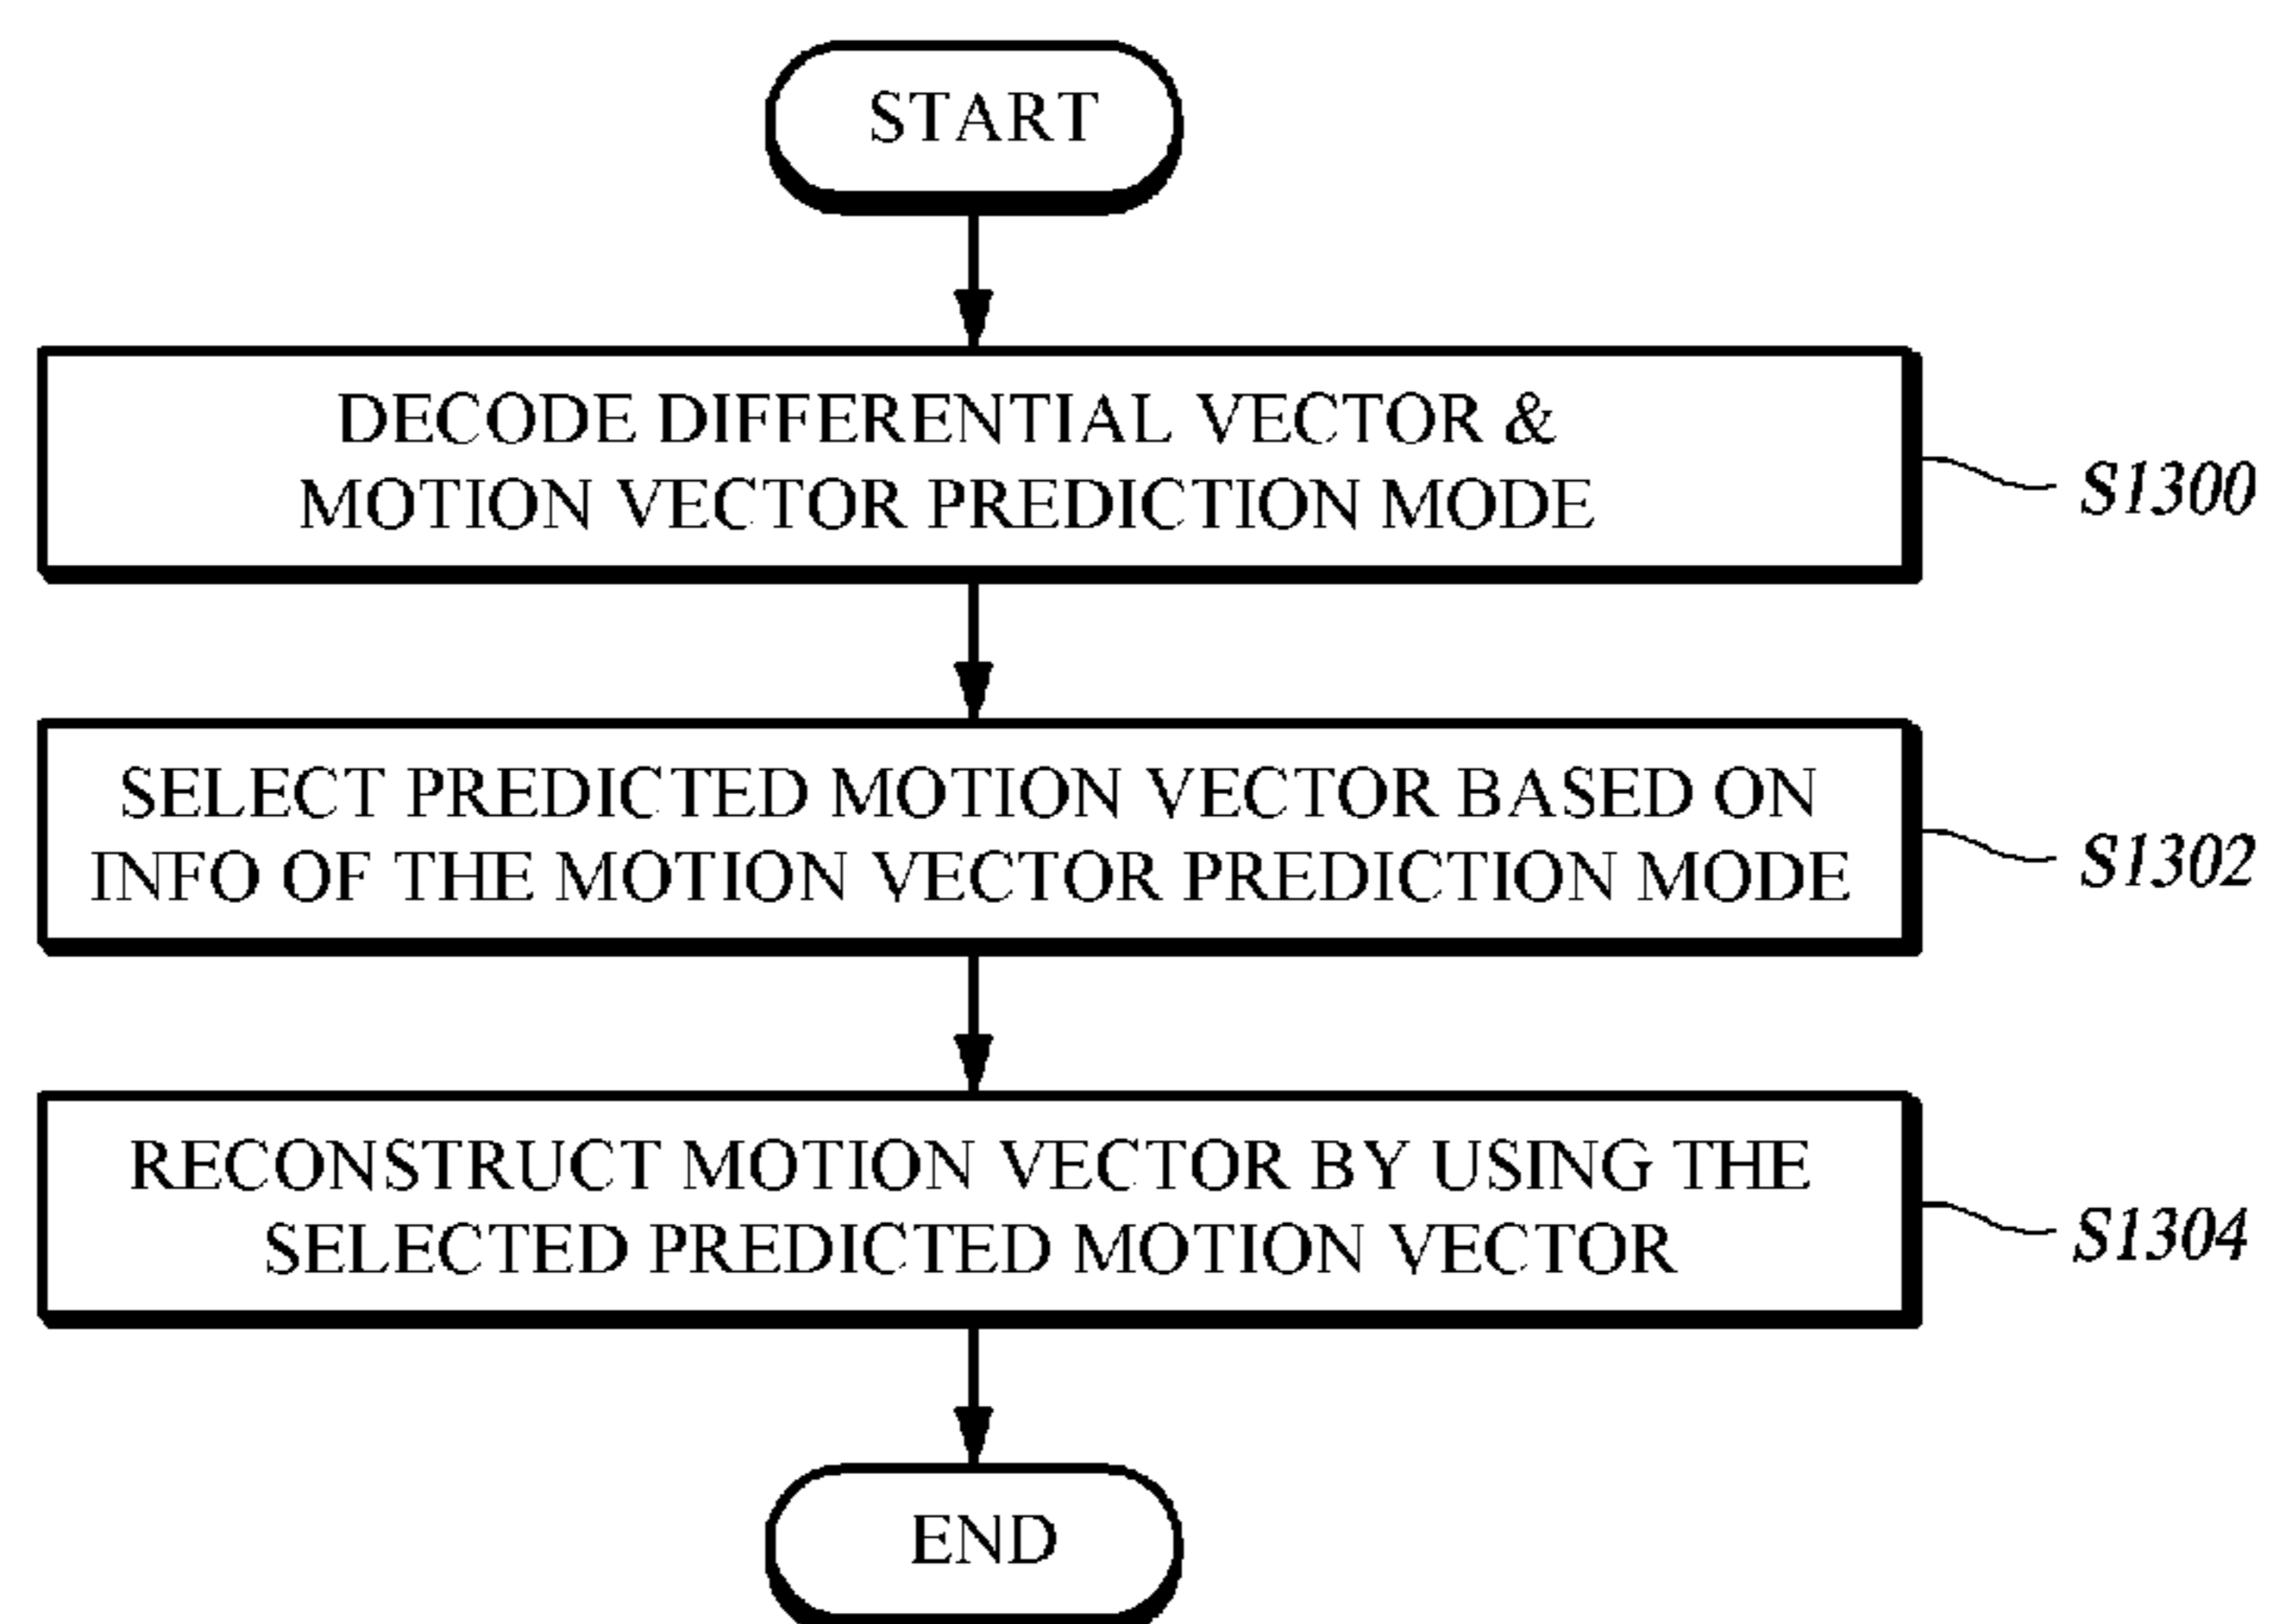 START
DECODE DIFFERENTIAL VECTOR &
MOTION VECTOR PREDICTION MODE
S1300
SELECT PREDICTED MOTION VECTOR BASED ON
INFO OF THE MOTION VECTOR PREDICTION MODE
S1302
RECONSTRUCT MOTION VECTOR BY USING THE
SELECTED PREDICTED MOTION VECTOR
S1304
END